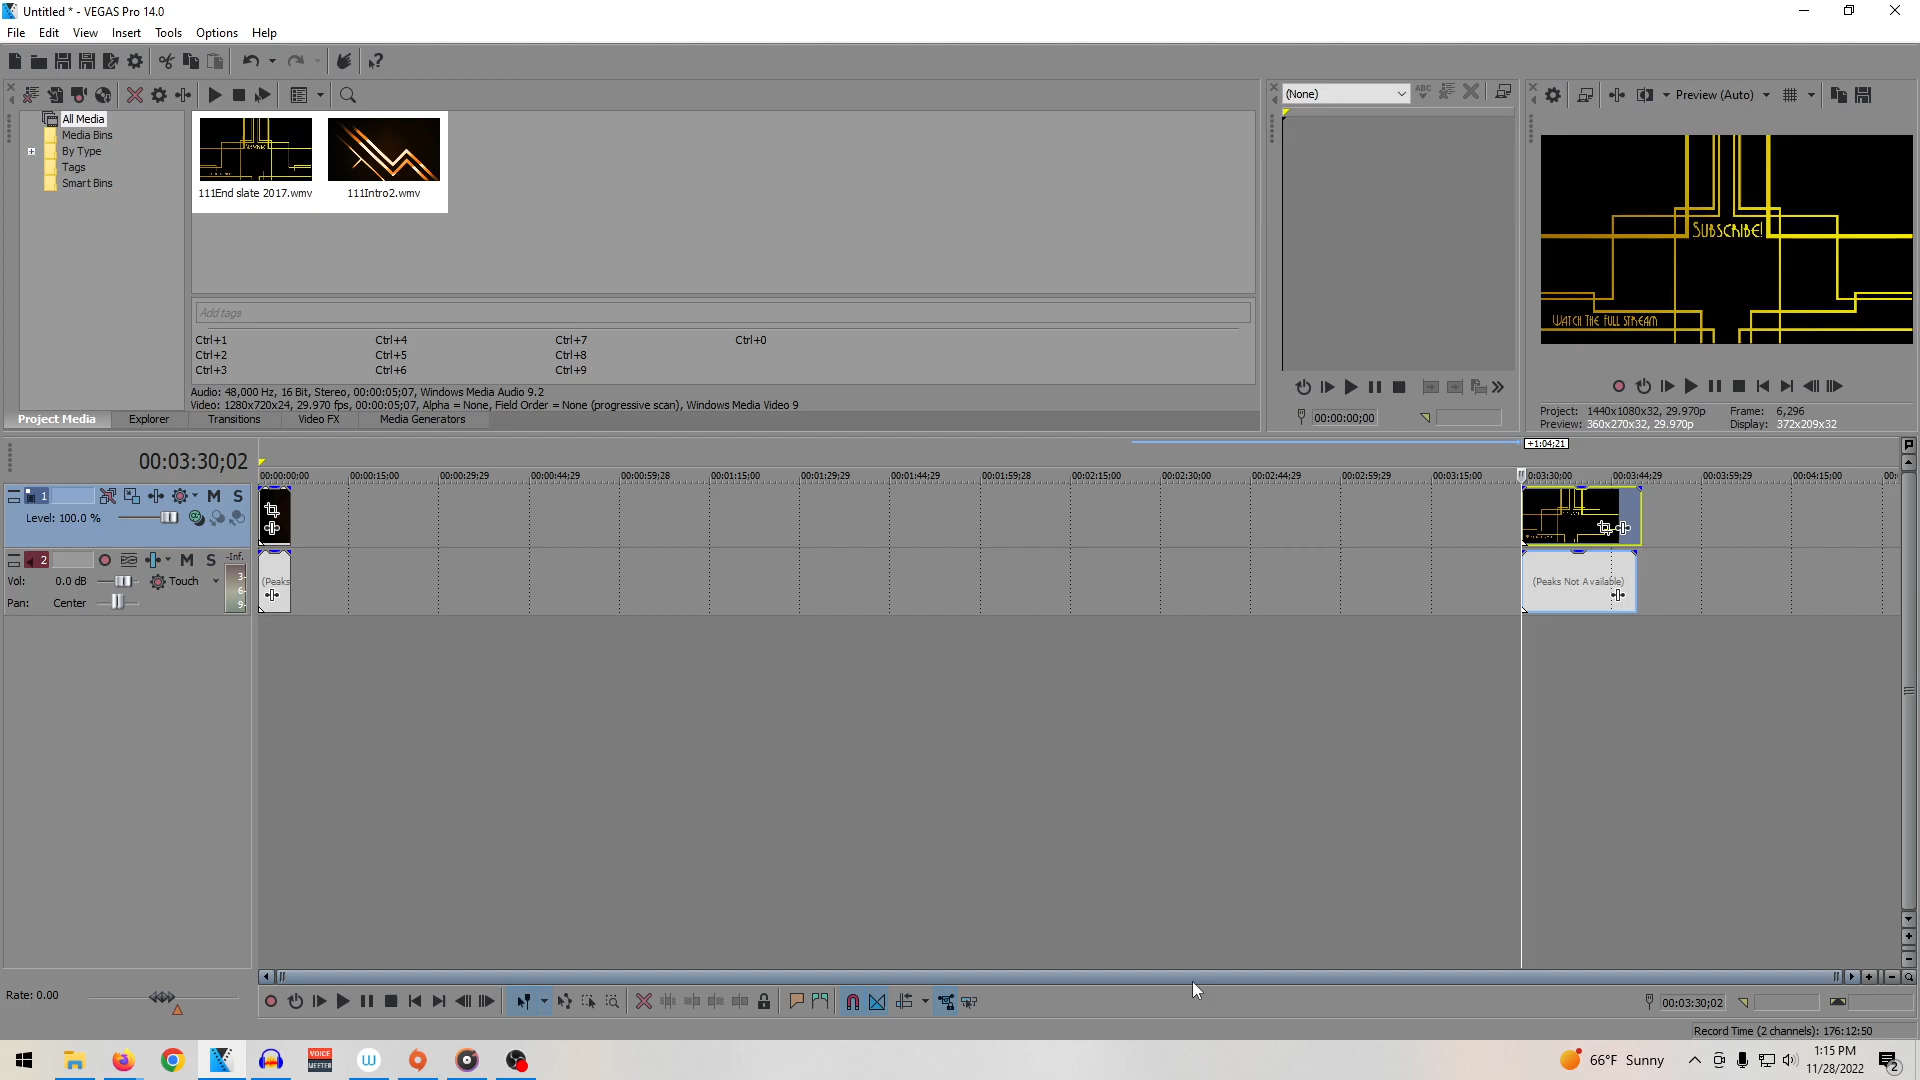 Untitled * - VEGAS Pro 14.0
File Edit View Insert Tools Options Help
All Media
Media Bins
By Type
Tags
Smart Bins
111End slate 2017.wmv
111Intro2.wmv
Add tags
Ctrl+1 Ctrl+4 Ctrl+7 Ctrl+0
Ctrl+2 Ctrl+5 Ctrl+8
Ctrl+3 Ctrl+6 Ctrl+9
Audio: 48,000 Hz, 16 Bit, Stereo, 00:00:05;07, Windows Media Audio 9.2
Video: 1280x720x24, 29.970 fps, 00:00:05;07, Alpha = None, Field Order = None (progressive scan), Windows Media Video 9
Project Media Explorer Transitions Video FX Media Generators
(None)
ABC
00:00:00;00
Preview (Auto)
Subscribe!
Watch the full stream
Project: 1440x1080x32, 29.970p Frame: 6,296
Preview: 360x270x32, 29.970p Display: 372x209x32
+1:04:21
00:03:30;02
00:00:00;00 00:00:15;00 00:00:29;29 00:00:44;29 00:00:59;28 00:01:15;00 00:01:29;29 00:01:44;29 00:01:59;28 00:02:15;00 00:02:30;00 00:02:44;29 00:02:59;29 00:03:15;00 0:03:30;00 00:03:44;29 00:03:59;29 00:04:15;00 00:
1 M S
Level: 100.0 %
2 M S -Inf.
Vol: 0.0 dB Touch
Pan: Center
3-
6-
9-
(Peaks
(Peaks Not Available)
Rate: 0.00
00:03:30;02
Record Time (2 channels): 176:12:50
VOICE
MEETER
66°F Sunny
1:15 PM
11/28/2022
2